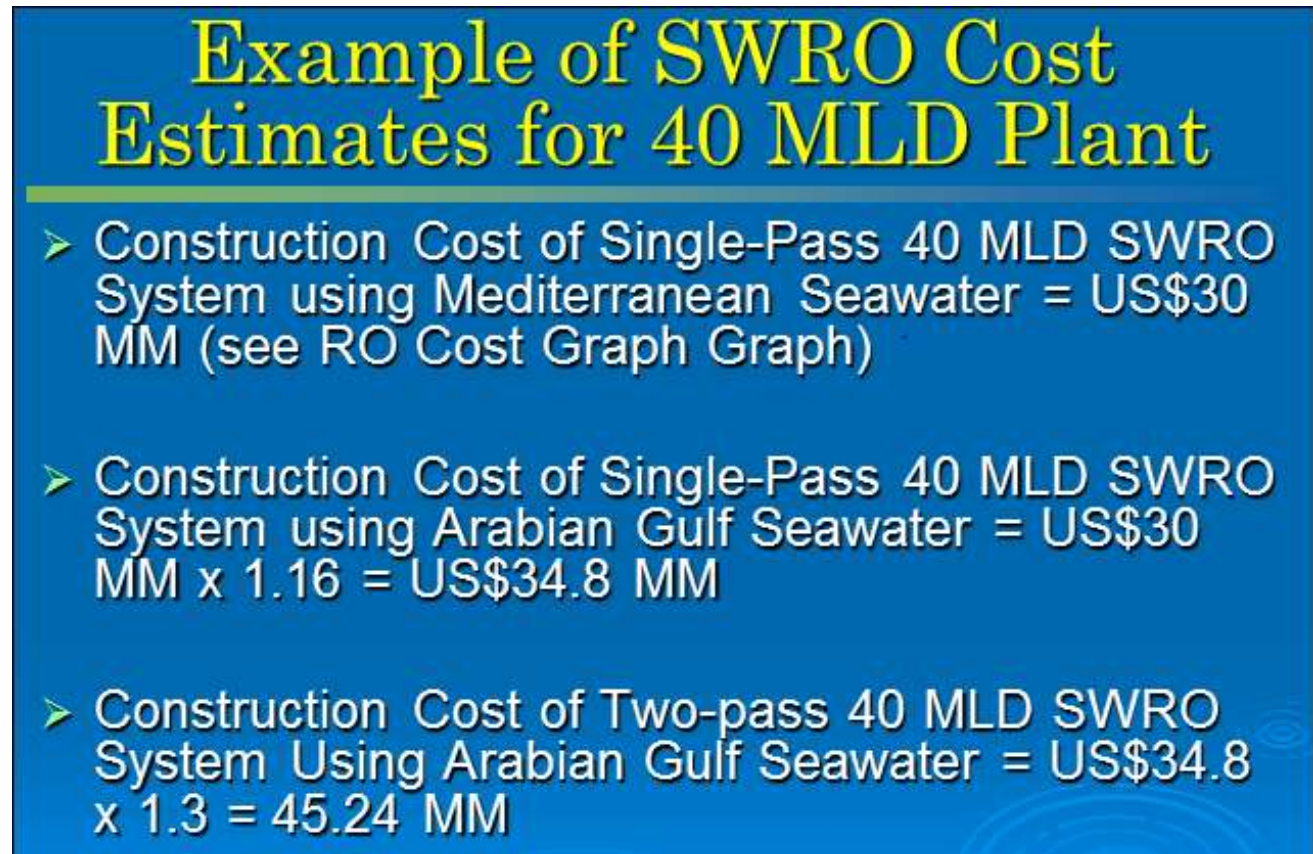 Example of SWRO Cost
Estimates for 40 MLD Plant
➢ Construction Cost of Single-Pass 40 MLD SWRO
System using Mediterranean Seawater = US$30
MM (see RO Cost Graph Graph)
➢ Construction Cost of Single-Pass 40 MLD SWRO
System using Arabian Gulf Seawater = US$30
MM x 1.16 = US$34.8 MM
➢ Construction Cost of Two-pass 40 MLD SWRO
System Using Arabian Gulf Seawater = US$34.8
x 1.3 = 45.24 MM